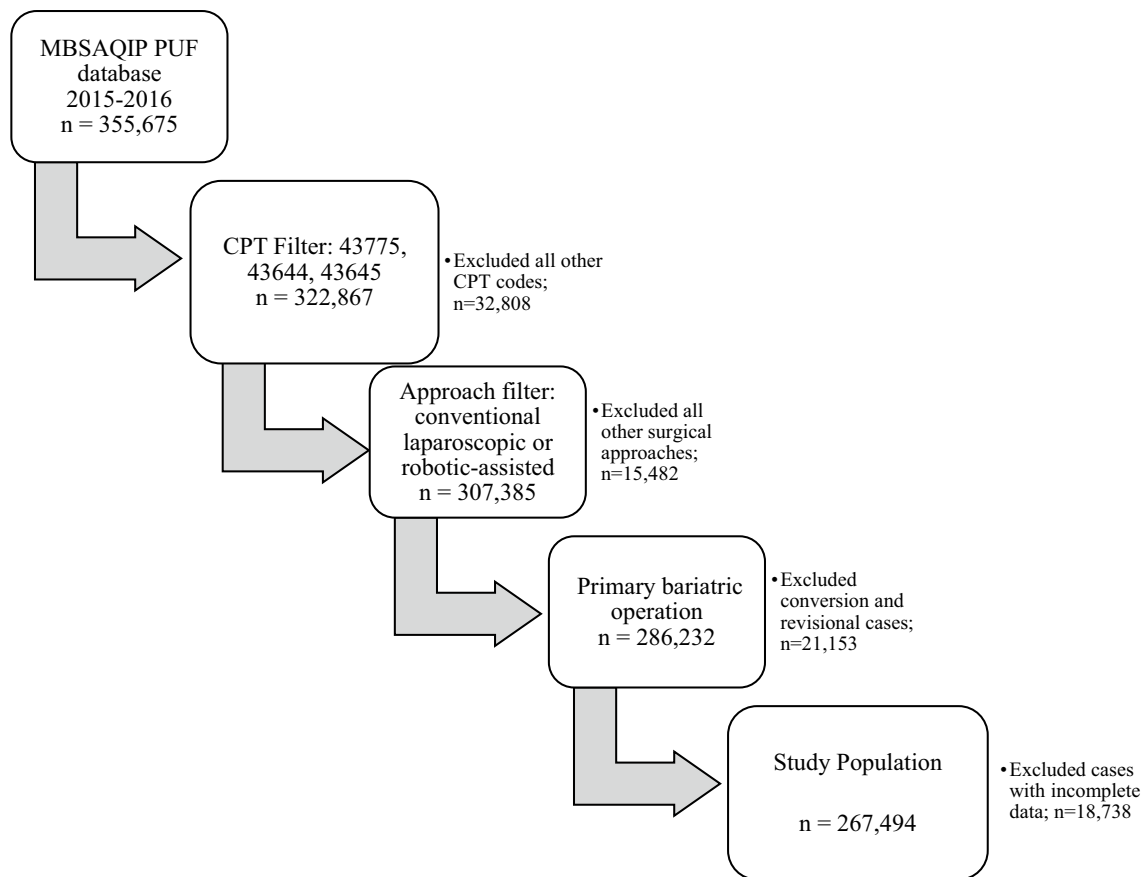 MBSAQIP PUF
database
2015-2016
n = 355,675
CPT Filter: 43775,
43644, 43645
n = 322,867
•Excluded all other
CPT codes;
n=32,808
Approach filter:
conventional
laparoscopic or
robotic-assisted
n = 307,385
•Excluded all
other surgical
approaches;
n=15,482
Primary bariatric
operation
n = 286,232
•Excluded
conversion and
revisional cases;
n=21,153
Study Population
n = 267,494
•Excluded cases
with incomplete
data; n=18,738